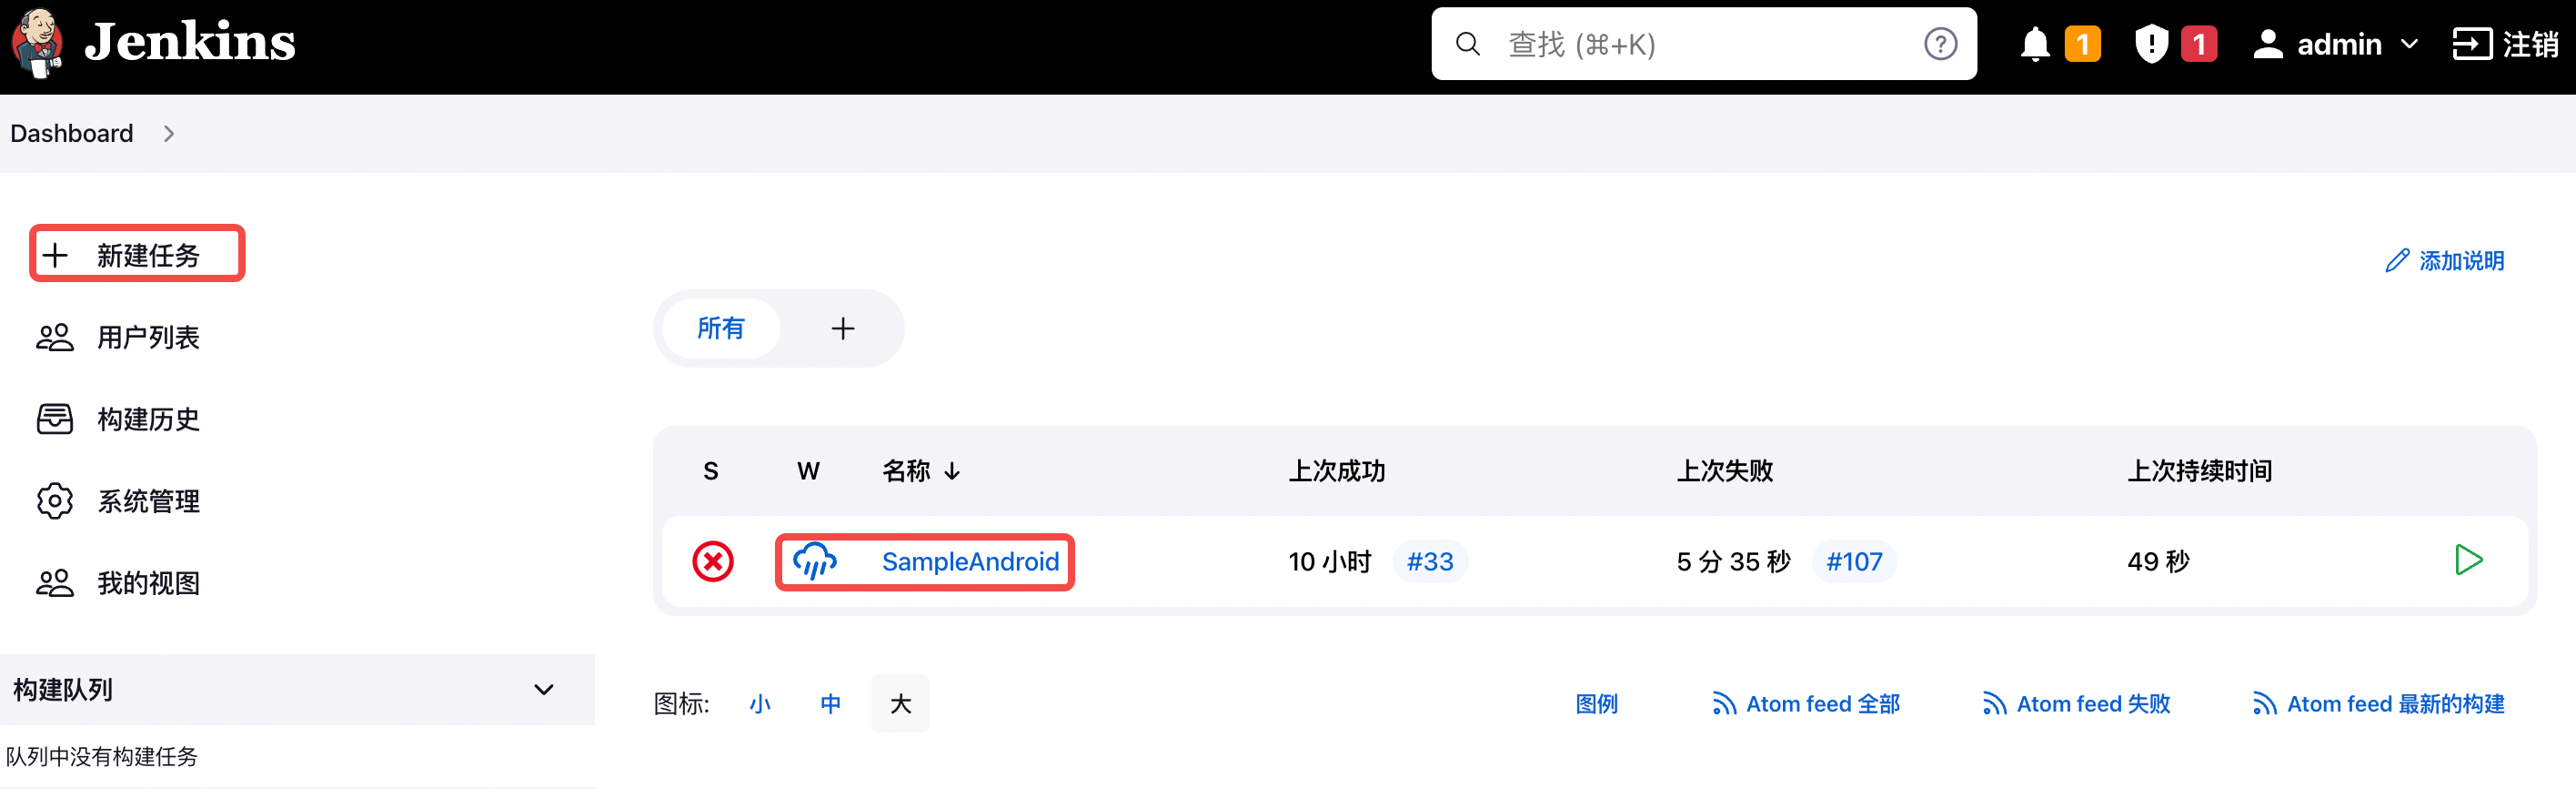 Jenkins
查找 (⌘+K)
1
1
admin
注销
Dashboard
新建任务
用户列表
构建历史
系统管理
我的视图
构建队列
队列中没有构建任务
添加说明
所有
S W 名称 ↓ 上次成功 上次失败 上次持续时间
SampleAndroid 10 小时 #33 5 分 35 秒 #107 49 秒
图标: 小 中 大
图例 Atom feed 全部 Atom feed 失败 Atom feed 最新的构建